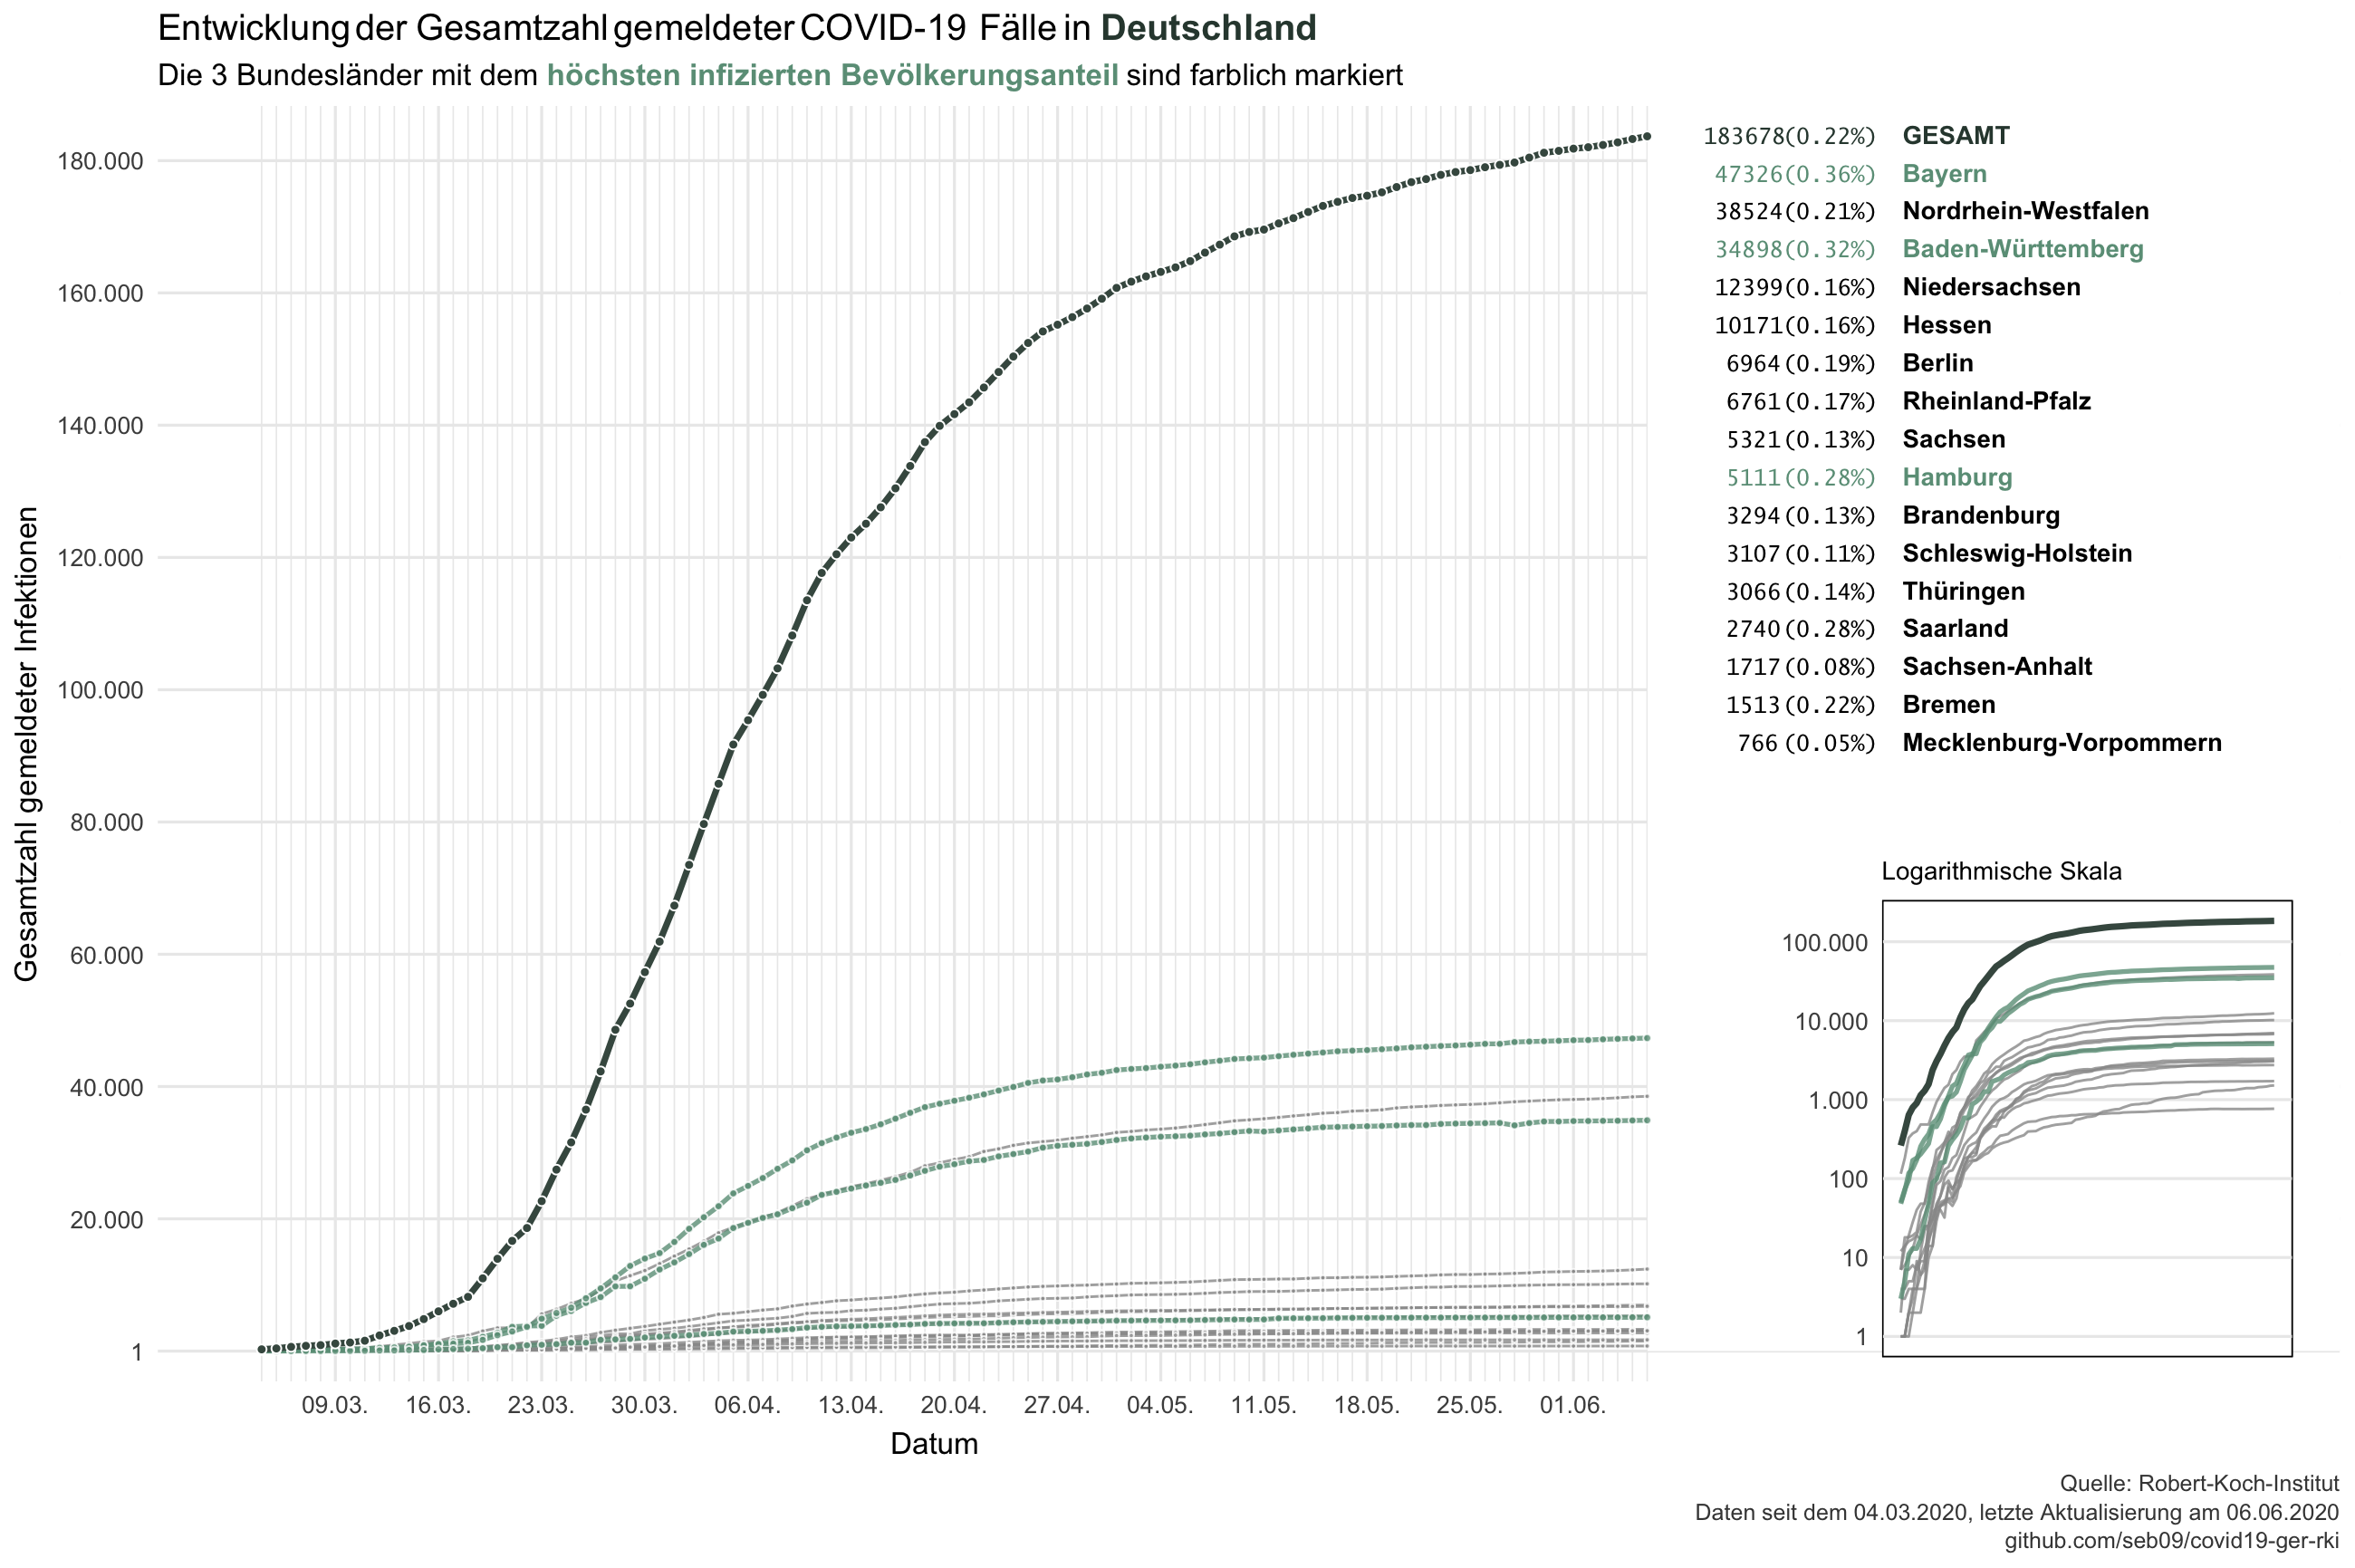 Entwicklung der Gesamtzahl gemeldeter COVID-19 Fälle in Deutschland
Die 3 Bundesländer mit dem höchsten infizierten Bevölkerungsanteil sind farblich markiert
Gesamtzahl gemeldeter Infektionen
180.000
160.000
140.000
120.000
100.000
80.000
60.000
40.000
20.000
1
09.03. 16.03. 23.03. 30.03. 06.04. 13.04. 20.04. 27.04. 04.05. 11.05. 18.05. 25.05. 01.06.
Datum
183678(0.22%) GESAMT
47326(0.36%) Bayern
38524(0.21%) Nordrhein-Westfalen
34898(0.32%) Baden-Württemberg
12399(0.16%) Niedersachsen
10171(0.16%) Hessen
6964(0.19%) Berlin
6761(0.17%) Rheinland-Pfalz
5321(0.13%) Sachsen
5111(0.28%) Hamburg
3294(0.13%) Brandenburg
3107(0.11%) Schleswig-Holstein
3066(0.14%) Thüringen
2740(0.28%) Saarland
1717(0.08%) Sachsen-Anhalt
1513(0.22%) Bremen
766 (0.05%) Mecklenburg-Vorpommern
Logarithmische Skala
100.000
10.000
1.000
100
10
1
Quelle: Robert-Koch-Institut
Daten seit dem 04.03.2020, letzte Aktualisierung am 06.06.2020
github.com/seb09/covid19-ger-rki